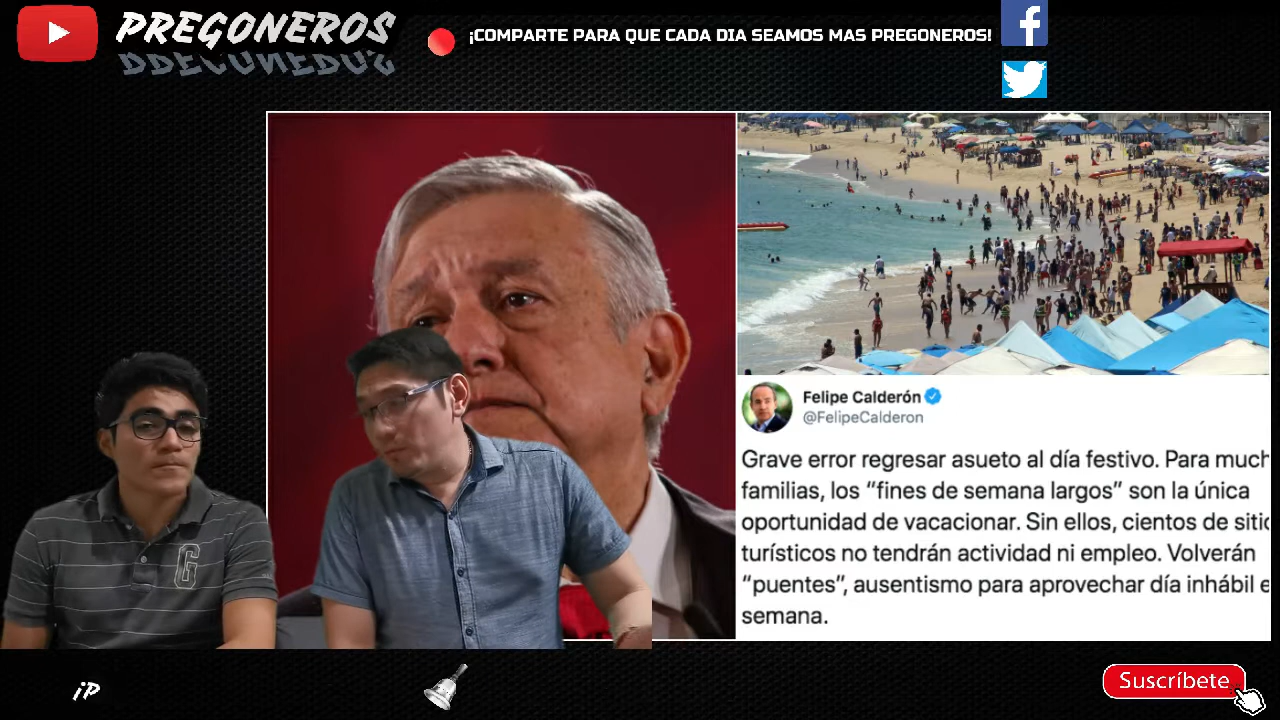 PREGONEROS
¡COMPARTE PARA QUE CADA DIA SEAMOS MAS PREGONEROS!
Felipe Calderón
@FelipeCalderon
Grave error regresar asueto al día festivo. Para much
familias, los “fines de semana largos” son la única
oportunidad de vacacionar. Sin ellos, cientos de sitio
turísticos no tendrán actividad ni empleo. Volverán
“puentes”, ausentismo para aprovechar día inhábil e
semana.
G
¡P
Suscríbete